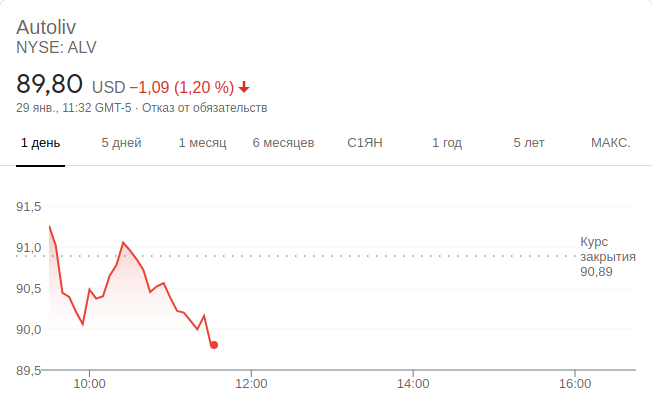 Autoliv
NYSE: ALV
89,80 USD −1,09 (1,20 %)
29 янв., 11:32 GMT-5 · Отказ от обязательств
1 день 5 дней 1 месяц 6 месяцев С1ЯН 1 год 5 лет МАКС.
91,5
91,0
90,5
90,0
89,5
Курс
закрытия
90,89
10:00 12:00 14:00 16:00